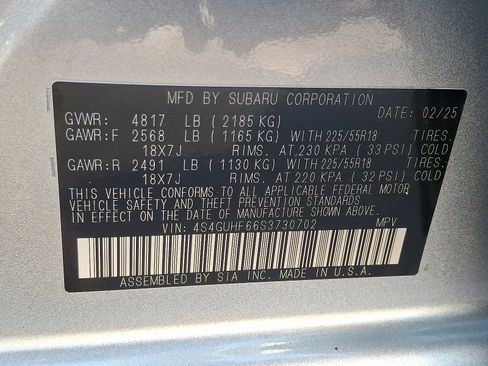 MFD BY SUBARU CORPORATION
DATE: 02/25
GVWR: 4817 LB (2185 KG)
GAWR:F 2568 LB (1165 KG) WITH 225/55R18 TIRES.
18X7J RIMS. AT 230 KPA (33 PSI) COLD
GAWR:R 2491 LB (1130 KG) WITH 225/55R18 TIRES.
18X7J RIMS. AT 220 KPA (32 PSI) COLD
THIS VEHICLE CONFORMS TO ALL APPLICABLE FEDERAL MOTOR
VEHICLE SAFETY AND THEFT PREVENTION STANDARDS
IN EFFECT ON THE DATE OF MANUFACTURE SHOWN ABOVE.
VIN: 4S4GUHF66S3730702 MPV
ASSEMBLED BY SIA INC. MADE IN U.S.A.